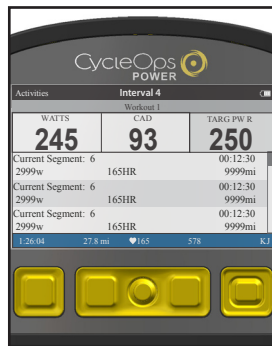 CycleOps
POWER
Activities Interval 4
Workout 1
WATTS CAD TARG PW R
245 93 250
Current Segment: 6 00:12:30
2999w 165HR 9999mi
Current Segment: 6 00:12:30
2999w 165HR 9999mi
Current Segment: 6 00:12:30
2999w 165HR 9999mi
1:26:04 27.8 mi 165 578 KJ